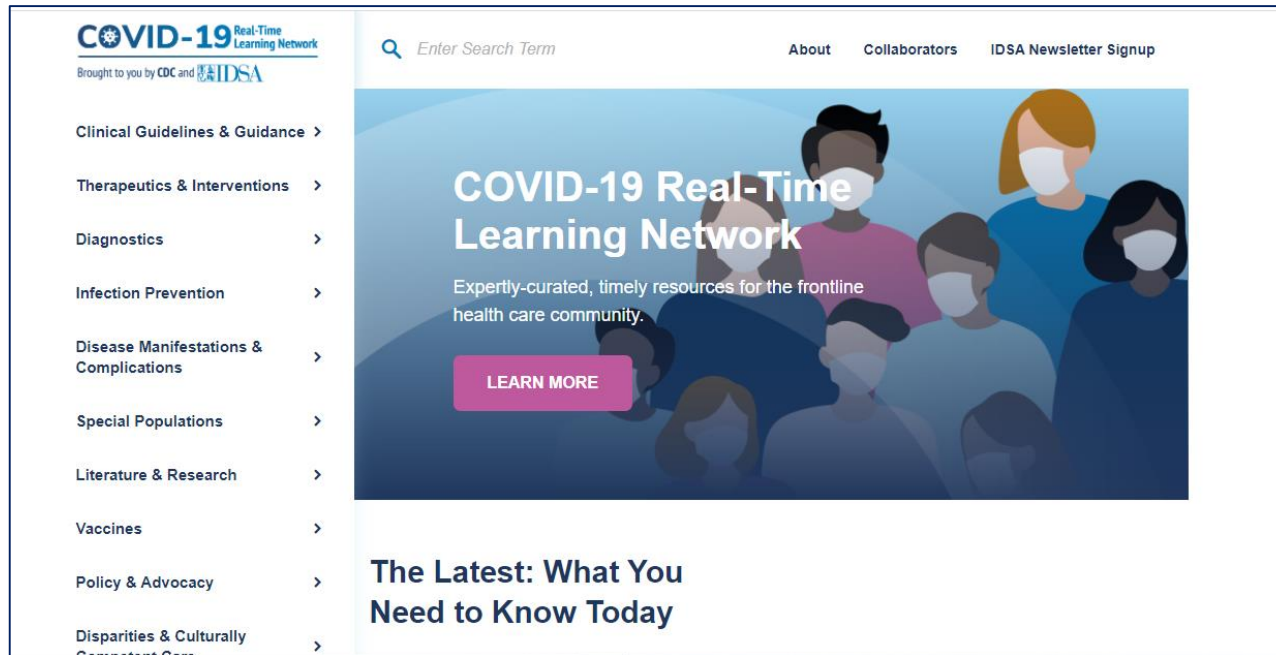 COVID-19 Real-Time
Learning Network
Brought to you by CDC and IDSA
Enter Search Term
About
Collaborators
IDSA Newsletter Signup
Clinical Guidelines & Guidance
Therapeutics & Interventions
Diagnostics
Infection Prevention
Disease Manifestations &
Complications
Special Populations
Literature & Research
Vaccines
Policy & Advocacy
Disparities & Culturally
Competent Care
COVID-19 Real-Time
Learning Network
Expertly-curated, timely resources for the frontline
health care community.
LEARN MORE
The Latest: What You
Need to Know Today